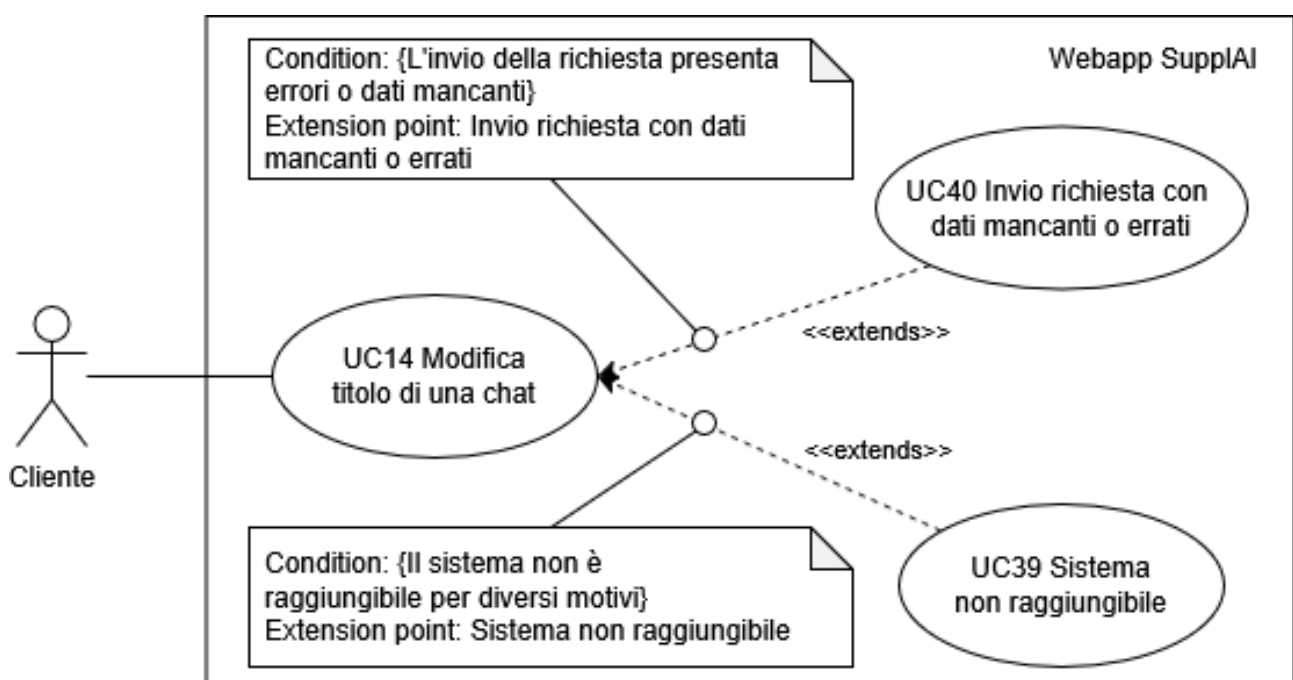 Condition: {L'invio della richiesta presenta
errori o dati mancanti}
Extension point: Invio richiesta con dati
mancanti o errati
Webapp SupplAI
UC40 Invio richiesta con
dati mancanti o errati
<<extends>>
UC14 Modifica
titolo di una chat
Cliente
<<extends>>
Condition: {Il sistema non è
raggiungibile per diversi motivi}
Extension point: Sistema non raggiungibile
UC39 Sistema
non raggiungibile